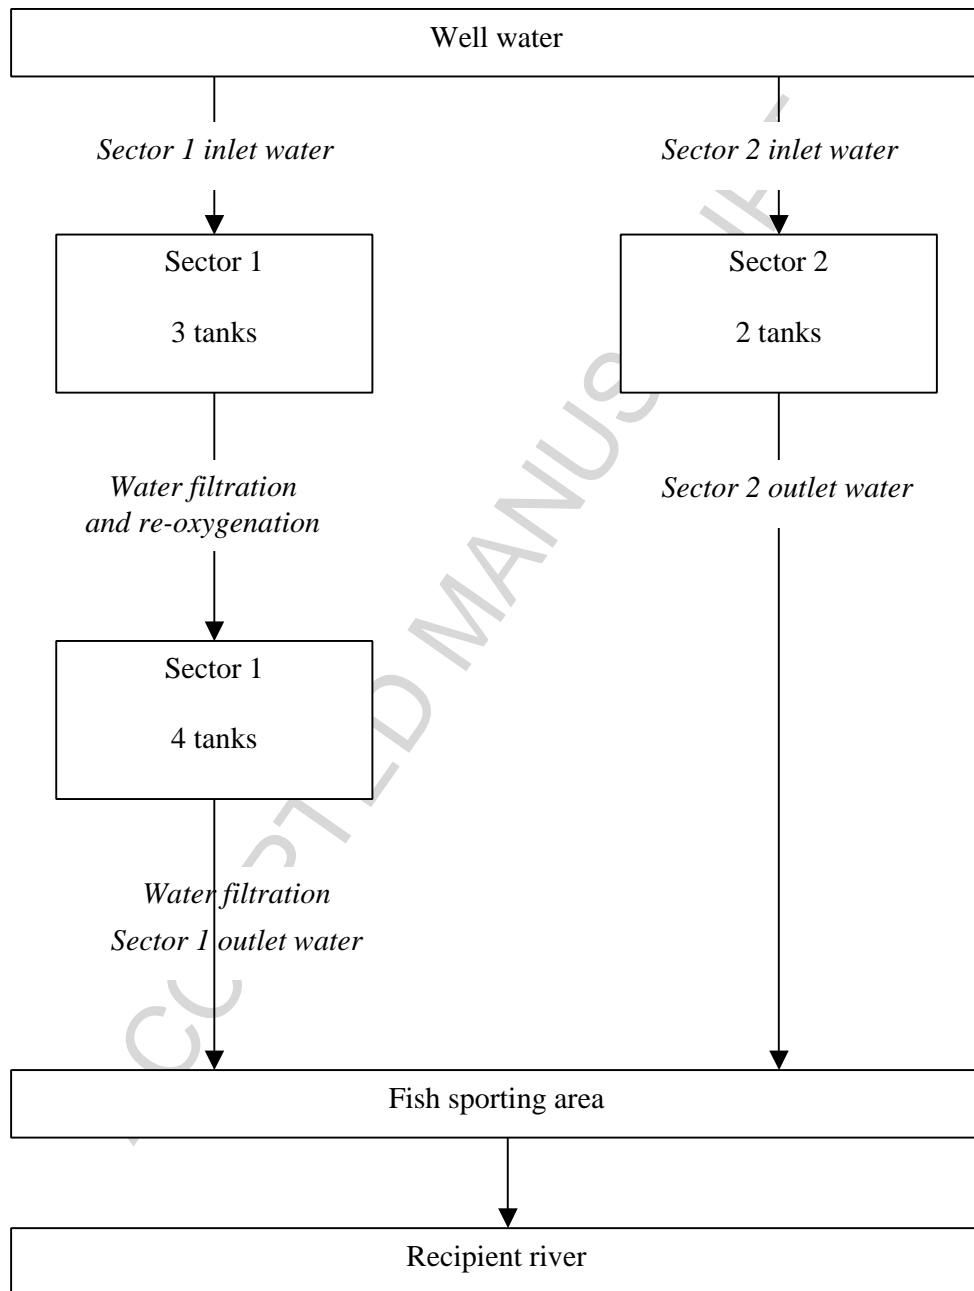 Well water
Sector 1 inlet water
Sector 2 inlet water
Sector 1
3 tanks
Sector 2
2 tanks
Water filtration
and re-oxygenation
Sector 2 outlet water
Sector 1
4 tanks
Water filtration
Sector 1 outlet water
Fish sporting area
Recipient river